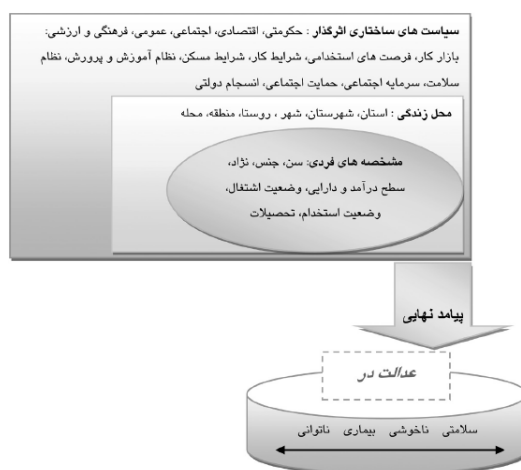 سیاست های ساختاری اثرگذار : حکومتی، اقتصادی، اجتماعی، عمومی، فرهنگی و ارزشی:
بازار کار، فرصت های استخدامی، شرایط کار، شرایط مسکن، نظام آموزش و پرورش، نظام
سلامت، سرمایه اجتماعی، حمایت اجتماعی، انسجام دولتی
محل زندگی : استان، شهرستان، شهر ، روستا، منطقه، محله
مشخصه های فردی: سن، جنس، نژاد،
سطح درآمد و دارایی، وضعیت اشتغال،
وضعیت استخدام، تحصیلات
پیامد نهایی
عدالت در
سلامتی ناخوشی بیماری ناتوانی